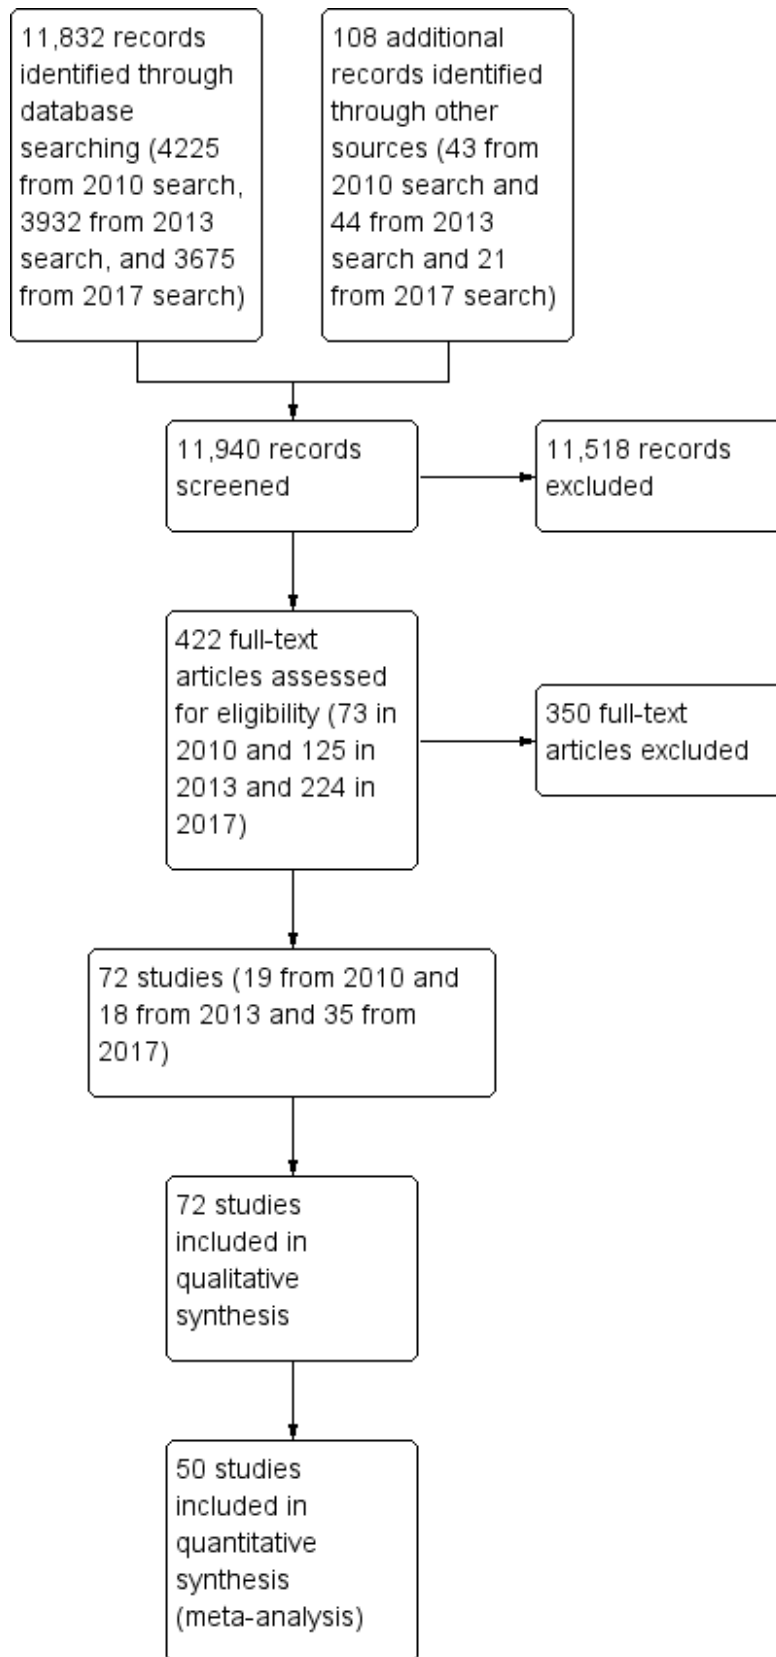 11,832 records
identified through
database
searching (4225
from 2010 search,
3932 from 2013
search, and 3675
from 2017 search)
108 additional
records identified
through other
sources (43 from
2010 search and
44 from 2013
search and 21
from 2017 search)
11,940 records
screened
11,518 records
excluded
422 full-text
articles assessed
for eligibility (73 in
2010 and 125 in
2013 and 224 in
2017)
350 full-text
articles excluded
72 studies (19 from 2010 and
18 from 2013 and 35 from
2017)
72 studies
included in
qualitative
synthesis
50 studies
included in
quantitative
synthesis
(meta-analysis)